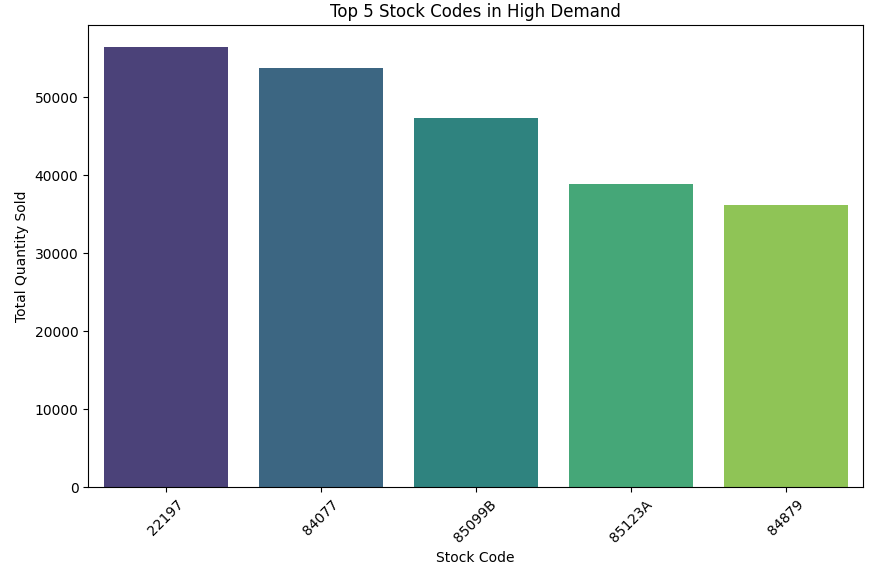 Top 5 Stock Codes in High Demand
Total Quantity Sold
50000
40000
30000
20000
10000
0
22197
84077
85099B
85123A
84879
Stock Code